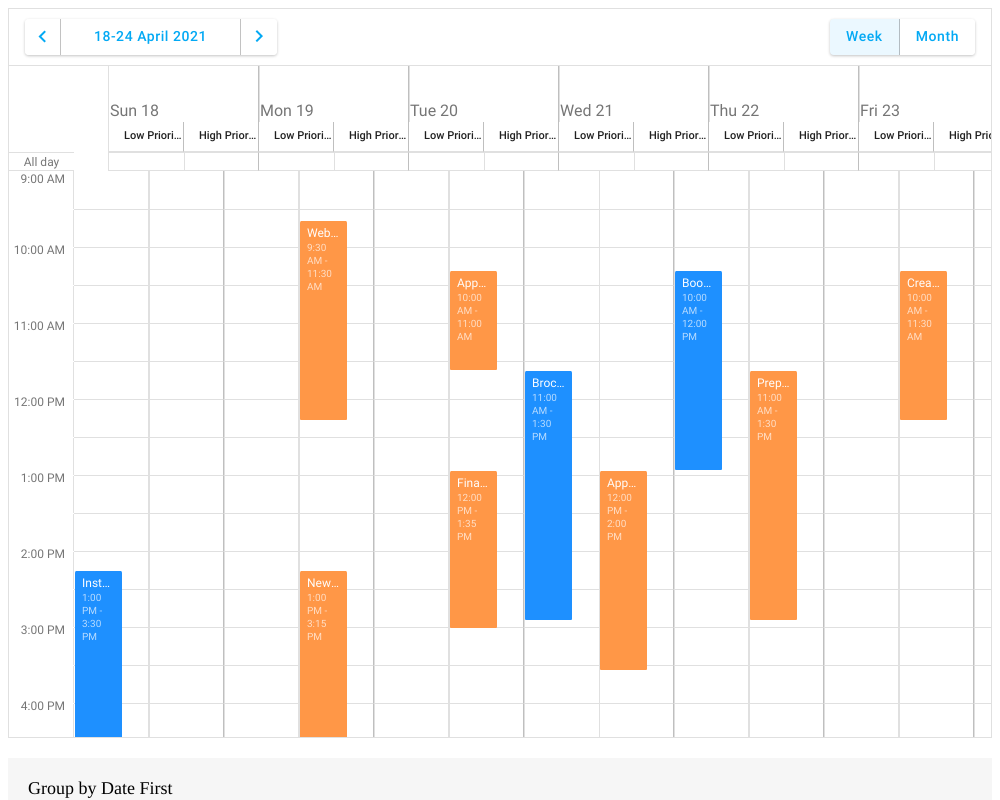 18-24 April 2021
Week
Month
Sun 18
Mon 19
Tue 20
Wed 21
Thu 22
Fri 23
Low Priori...
High Prior...
Low Priori...
High Prior...
Low Priori...
High Prior...
Low Priori...
High Prior...
Low Priori...
High Prior...
Low Priori...
High Prio
All day
9:00 AM
10:00 AM
11:00 AM
12:00 PM
1:00 PM
2:00 PM
3:00 PM
4:00 PM
Inst...
1:00
PM -
3:30
PM
Web...
9:30
AM -
11:30
AM
New...
1:00
PM -
3:15
PM
App...
10:00
AM -
11:00
AM
Fina...
12:00
PM -
1:35
PM
Broc...
11:00
AM -
1:30
PM
App...
12:00
PM -
2:00
PM
Boo...
10:00
AM -
12:00
PM
Prep...
11:00
AM -
1:30
PM
Crea...
10:00
AM -
11:30
AM
Group by Date First